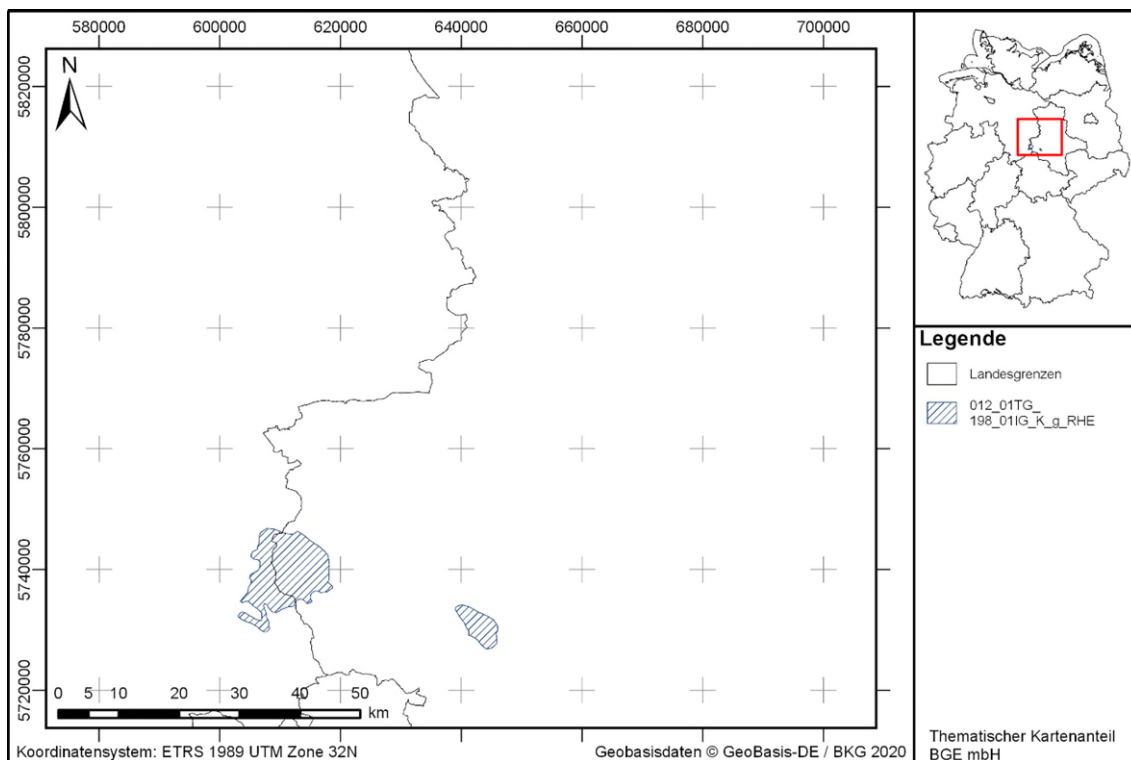 580000 600000 620000 640000 660000 680000 700000
N
5820000
5800000
5780000
5760000
5740000
5720000
0 5 10 20 30 40 50
km
Koordinatensystem: ETRS 1989 UTM Zone 32N
Geobasisdaten © GeoBasis-DE / BKG 2020
Legende
Landesgrenzen
012_01TG_
198_01IG_K_g_RHE
Thematischer Kartenanteil
BGE mbH